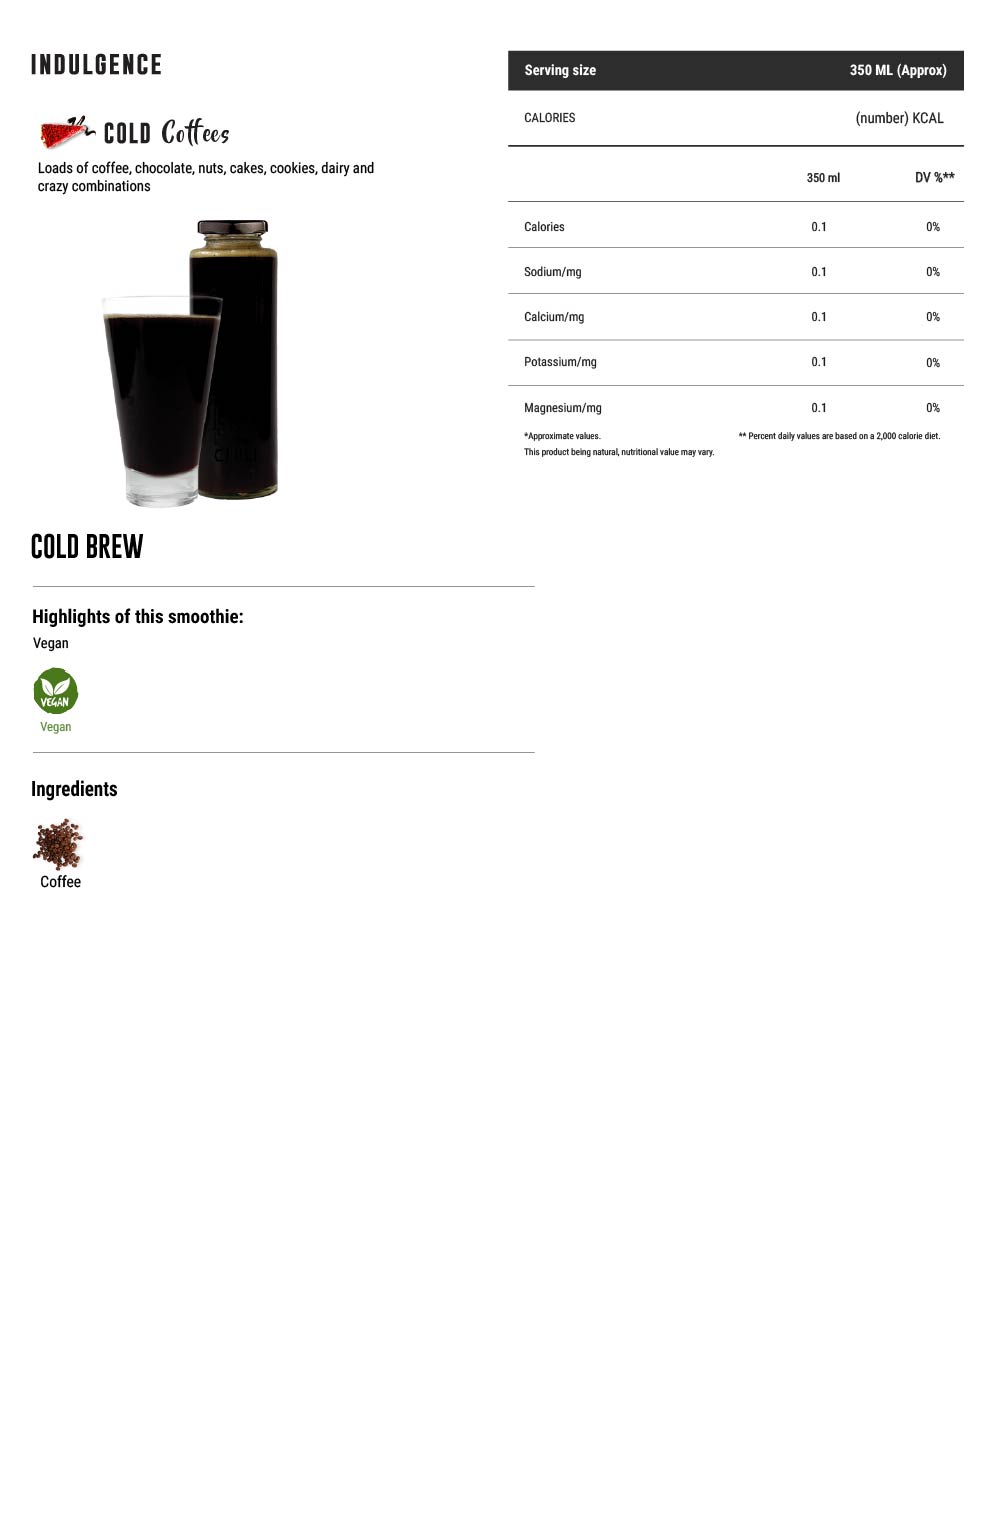 INDULGENCE
COLD Coffees
Loads of coffee, chocolate, nuts, cakes, cookies, dairy and
crazy combinations
CHILL
COLD BREW
Highlights of this smoothie:
Vegan
VEGAN
Vegan
Ingredients
Coffee
Serving size 350 ML (Approx)
CALORIES (number) KCAL
350 ml DV %**
Calories 0.1 0%
Sodium/mg 0.1 0%
Calcium/mg 0.1 0%
Potassium/mg 0.1 0%
Magnesium/mg 0.1 0%
*Approximate values. ** Percent daily values are based on a 2,000 calorie diet.
This product being natural, nutritional value may vary.